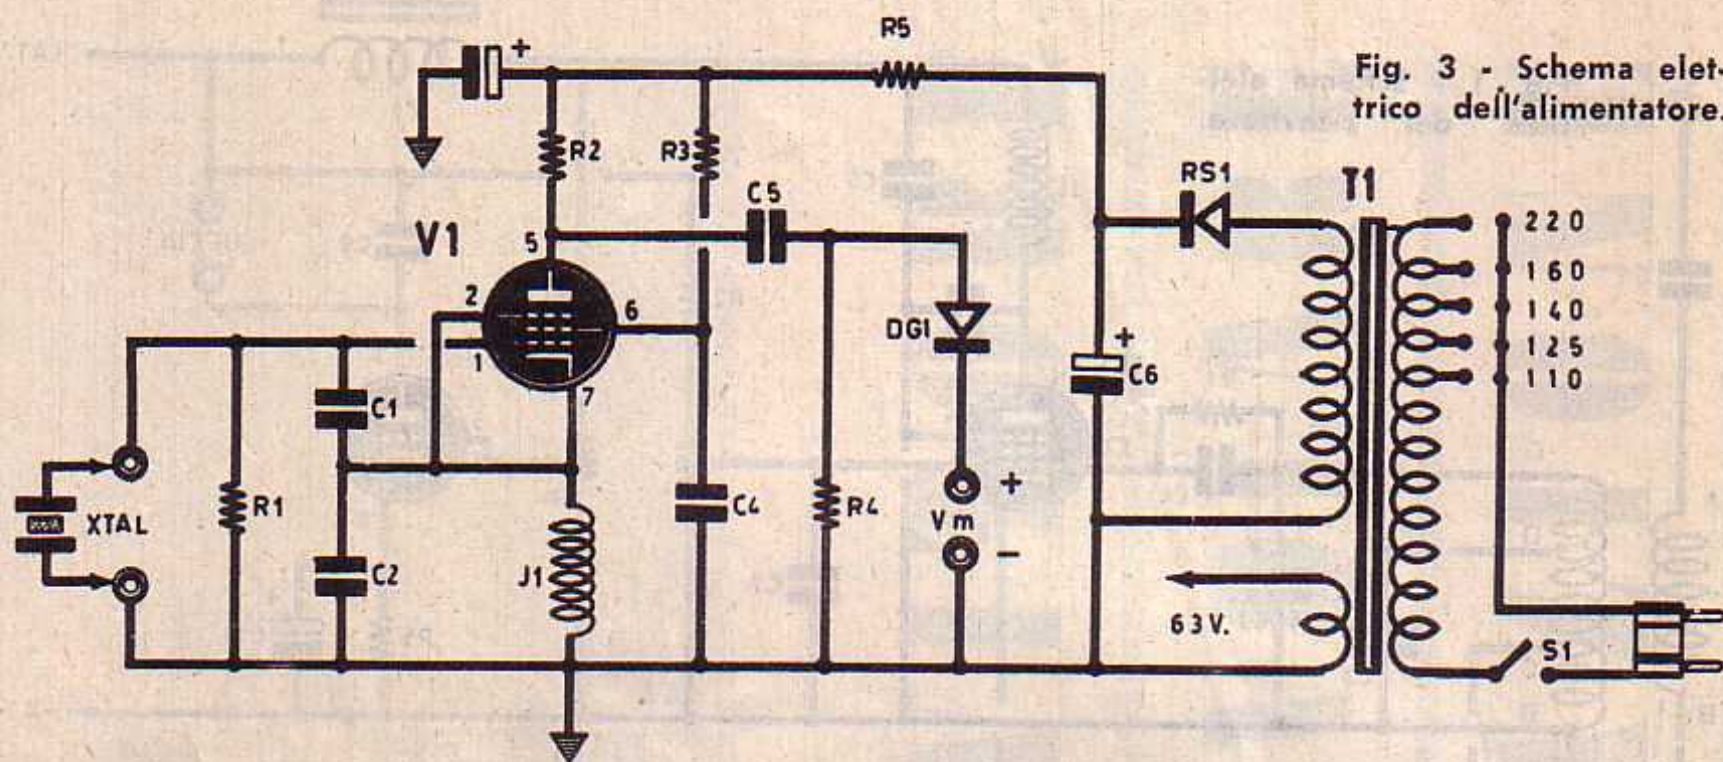 R5
Fig. 3 - Schema elet-
trico dell'alimentatore.
+
R2
R3
RS1
T1
C5
V1
5
220
2
160
6
140
DG1
1
125
+
C6
110
7
C1
+
XTAL
R1
C4
R4
Vm
C2
J1
-
63V.
S1